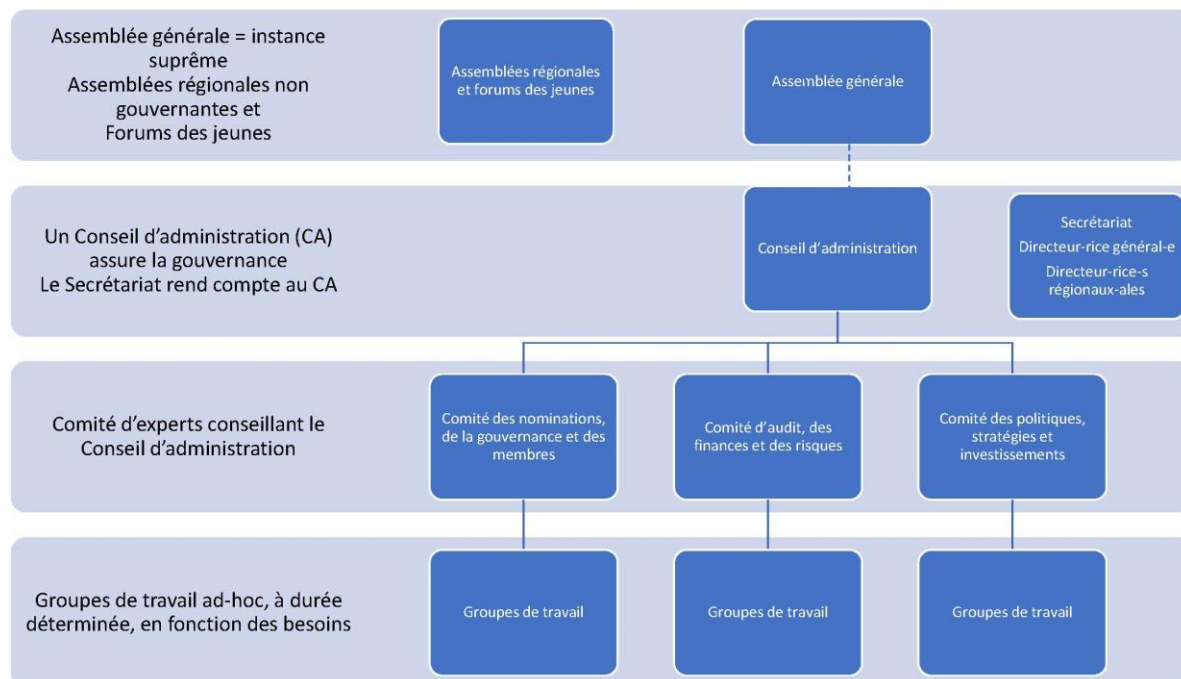 Assemblée générale = instance
suprême
Assemblées régionales non
gouvernantes et
Forums des jeunes
Assemblées régionales
et forums des jeunes
Assemblée générale
Un Conseil d’administration (CA)
assure la gouvernance
Le Secrétariat rend compte au CA
Conseil d’administration
Secrétariat
Directeur-rice général-e
Directeur-rice-s
régionaux-ales
Comité d’experts conseillant le
Conseil d’administration
Comité des nominations,
de la gouvernance et des
membres
Comité d’audit, des
finances et des risques
Comité des politiques,
stratégies et
investissements
Groupes de travail ad-hoc, à durée
déterminée, en fonction des besoins
Groupes de travail
Groupes de travail
Groupes de travail